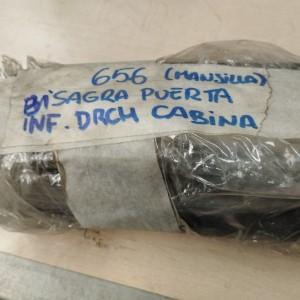 656 (MANSILLA)
BISAGRA PUERTA
INF. DRCH CABINA